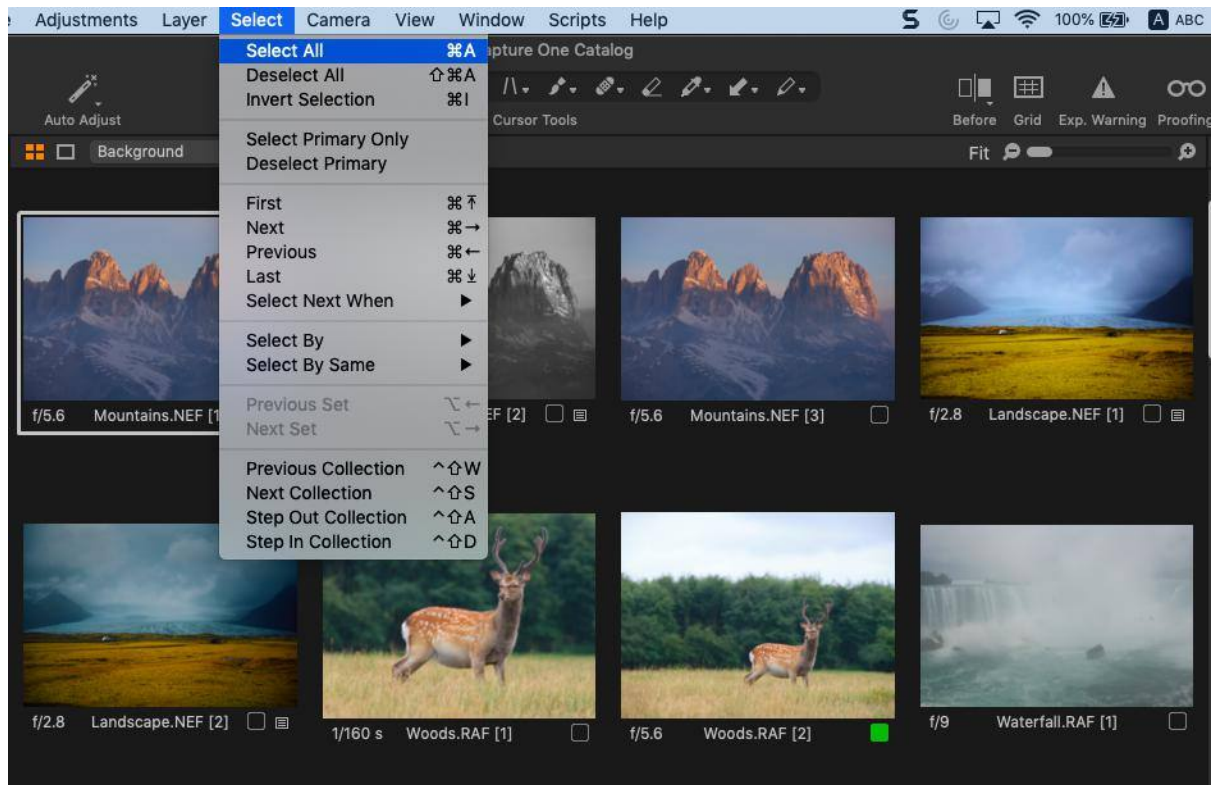 Adjustments Layer Select Camera View Window Scripts Help 100% A ABC
Select All ⌘A
Deselect All ⇧⌘A
Invert Selection ⌘I
Select Primary Only
Deselect Primary
First ⌘⤒
Next ⌘→
Previous ⌘←
Last ⌘⤓
Select Next When ▶
Select By ▶
Select By Same ▶
Previous Set ⌥←
Next Set ⌥→
Previous Collection ^⇧W
Next Collection ^⇧S
Step Out Collection ^⇧A
Step In Collection ^⇧D
apture One Catalog
Auto Adjust
Cursor Tools
Before Grid Exp. Warning Proofing
Background
Fit
f/5.6 Mountains.NEF [1
EF [2]
f/5.6 Mountains.NEF [3]
f/2.8 Landscape.NEF [1]
f/2.8 Landscape.NEF [2]
1/160 s Woods.RAF [1]
f/5.6 Woods.RAF [2]
f/9 Waterfall.RAF [1]